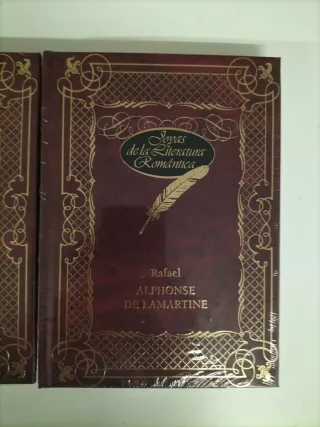 Joyas
de la Literatura
Romántica
Rafael
ALPHONSE
DE LAMARTINE